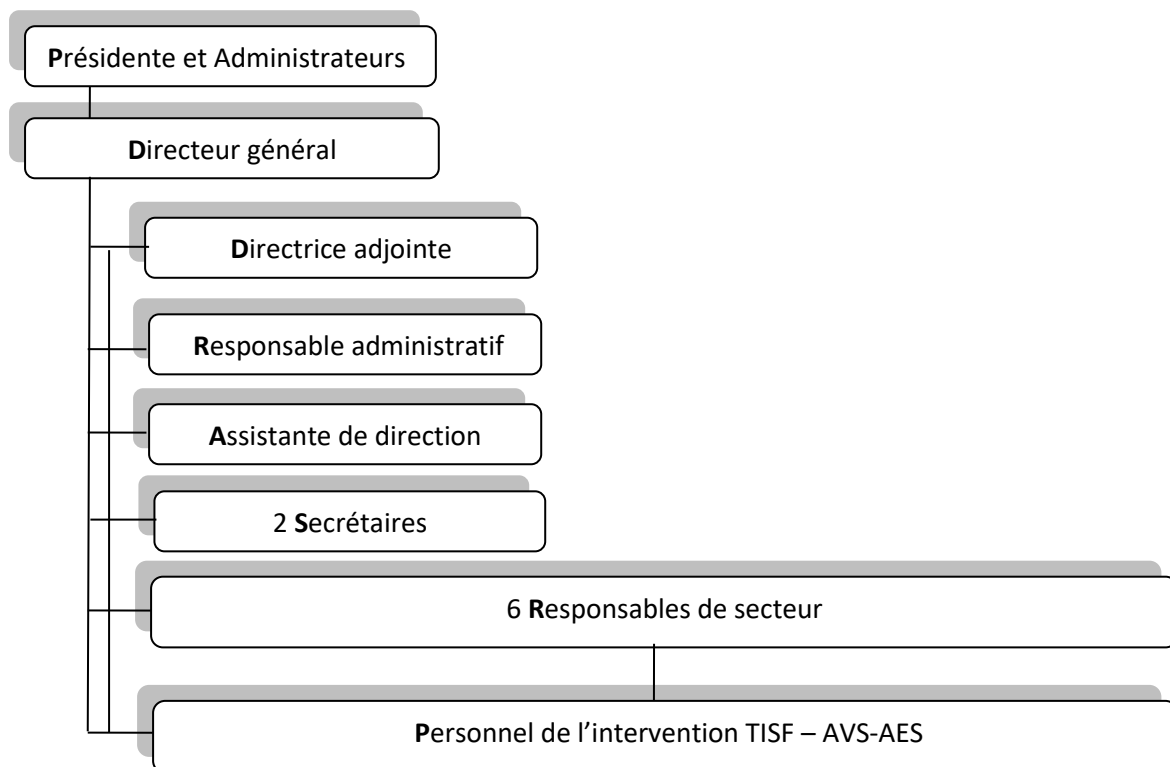 Présidente et Administrateurs
Directeur général
Directrice adjointe
Responsable administratif
Assistante de direction
2 Secrétaires
6 Responsables de secteur
Personnel de l’intervention TISF – AVS-AES